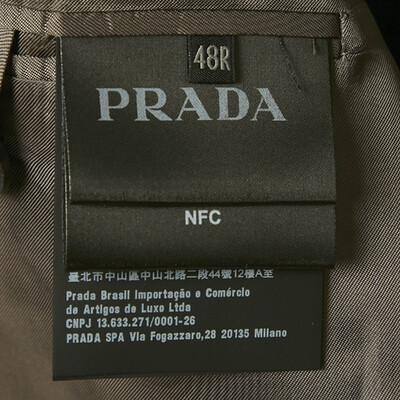 48R
PRADA
NFC
臺北市中山區中山北路二段44號12樓A至
Prada Brasil Importação e Comércio
de Artigos de Luxo Ltda
CNPJ 13.633.271/0001-26
PRADA SPA Via Fogazzaro,28 20135 Milano